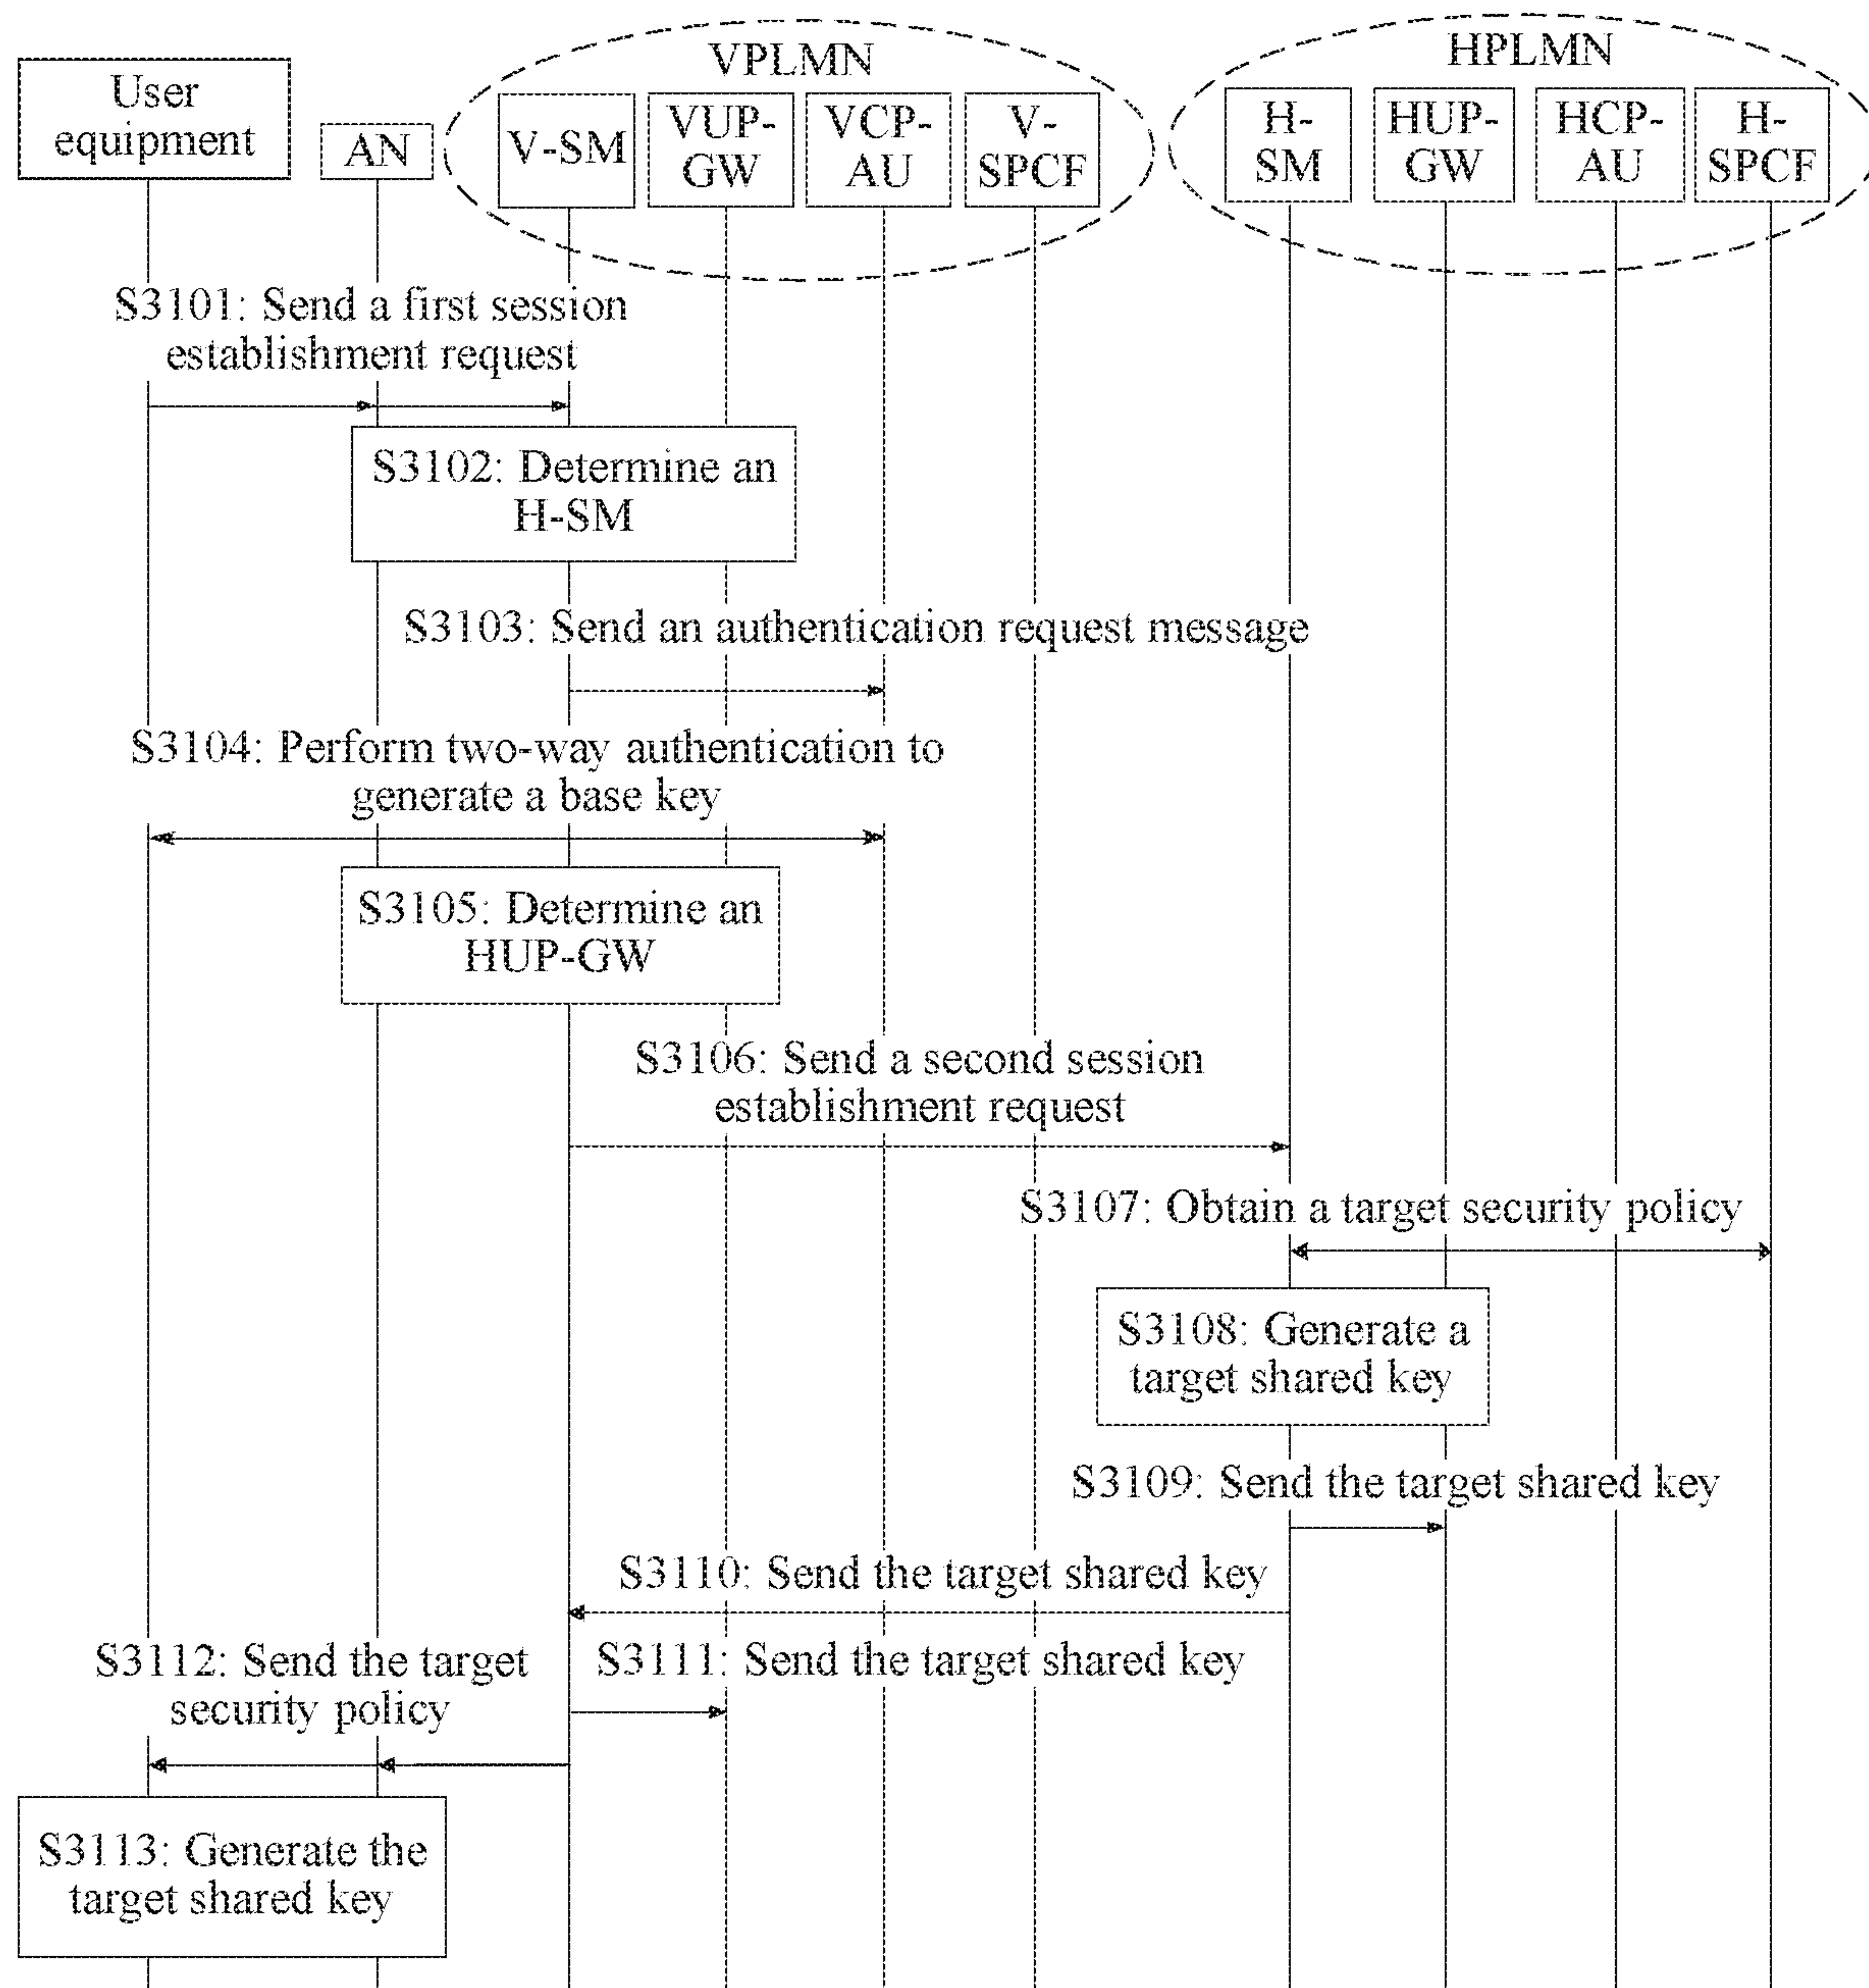 VPLMN
HPLMN
User
equipment
AN
V-SM
VUP-
GW
VCP-
AU
V-
SPCF
H-
SM
HUP-
GW
HCP-
AU
H-
SPCF
S3101: Send a first session
establishment request
S3102: Determine an
H-SM
S3103: Send an authentication request message
S3104: Perform two-way authentication to
generate a base key
S3105: Determine an
HUP-GW
S3106: Send a second session
establishment request
S3107: Obtain a target security policy
S3108: Generate a
target shared key
S3109: Send the target shared key
S3110: Send the target shared key
S3112: Send the target
security policy
S3111: Send the target shared key
S3113: Generate the
target shared key